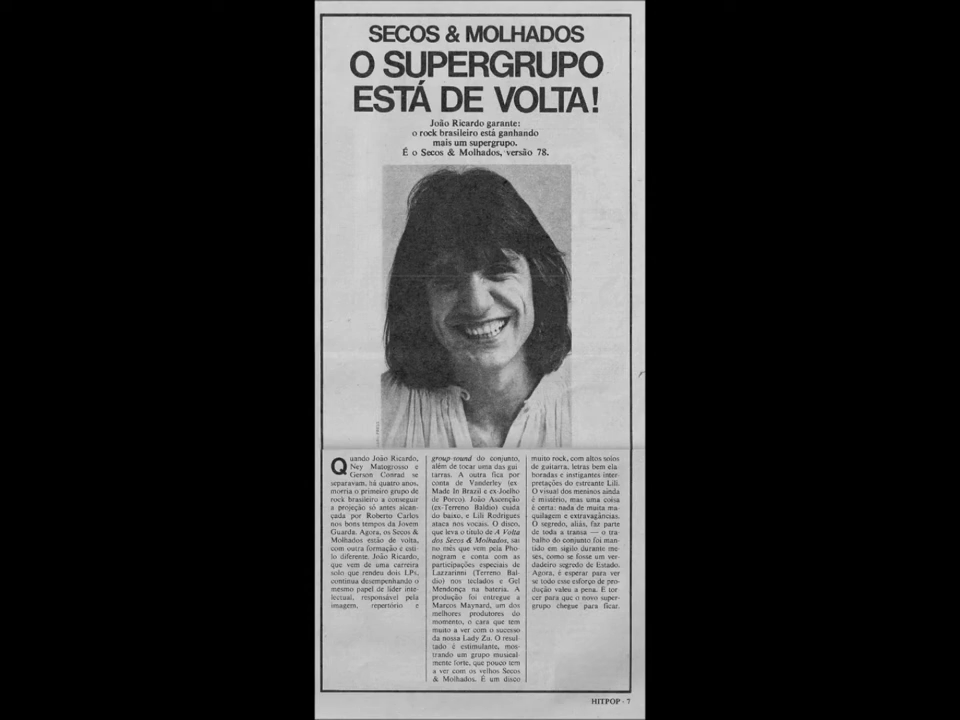 SECOS & MOLHADOS
O SUPERGRUPO
ESTÁ DE VOLTA!
João Ricardo garante:
o rock brasileiro está ganhando
mais um supergrupo.
É o Secos & Molhados, versão 78.
Quando João Ricardo,
Ney Matogrosso e
Gerson Conrad se
separavam, há quatro anos,
morria o primeiro grupo de
rock brasileiro a conseguir
a projeção só antes alcan-
çada por Roberto Carlos
nos bons tempos da Jovem
Guarda. Agora, os Secos &
Molhados estão de volta,
com outra formação e esti-
lo diferente. João Ricardo,
que vem de uma carreira
solo que rendeu dois LPs,
continua desempenhando o
mesmo papel de líder inte-
lectual, responsável pela
imagem, repertório e
group-sound do conjunto,
além de tocar uma das gui-
tarras. A outra fica por
conta de Vanderley (ex-
Made In Brazil e ex-Joelho
de Porco). João Ascenção
(ex-Terreno Baldio) cuida
do baixo, e Lili Rodrigues
ataca nos vocais. O disco,
que leva o título de A Volta
dos Secos & Molhados, sai
no mês que vem pela Pho-
nogram e conta com as
participações especiais de
Lazzarinni (Terreno Bal-
dio) nos teclados e Gel
Mendonça na bateria. A
produção foi entregue a
Marcos Maynard, um dos
melhores produtores do
momento, o cara que tem
muito a ver com o sucesso
da nossa Lady Zu. O resul-
tado é estimulante, mos-
trando um grupo musical-
mente forte, que pouco tem
a ver com os velhos Secos
& Molhados. É um disco
muito rock, com altos solos
de guitarra, letras bem ela-
boradas e instigantes inter-
pretações do estreante Lili.
O visual dos meninos ainda
é mistério, mas uma coisa
é certa: nada de muita ma-
quilagem e extravagâncias.
O segredo, aliás, faz parte
de toda a transa — o tra-
balho do conjunto foi man-
tido em sigilo durante me-
ses, como se fosse um ver-
dadeiro segredo de Estado.
Agora, é esperar para ver
se todo esse esforço de pro-
dução valeu a pena. E tor-
cer para que o novo super-
grupo chegue para ficar.
HITPOP - 7